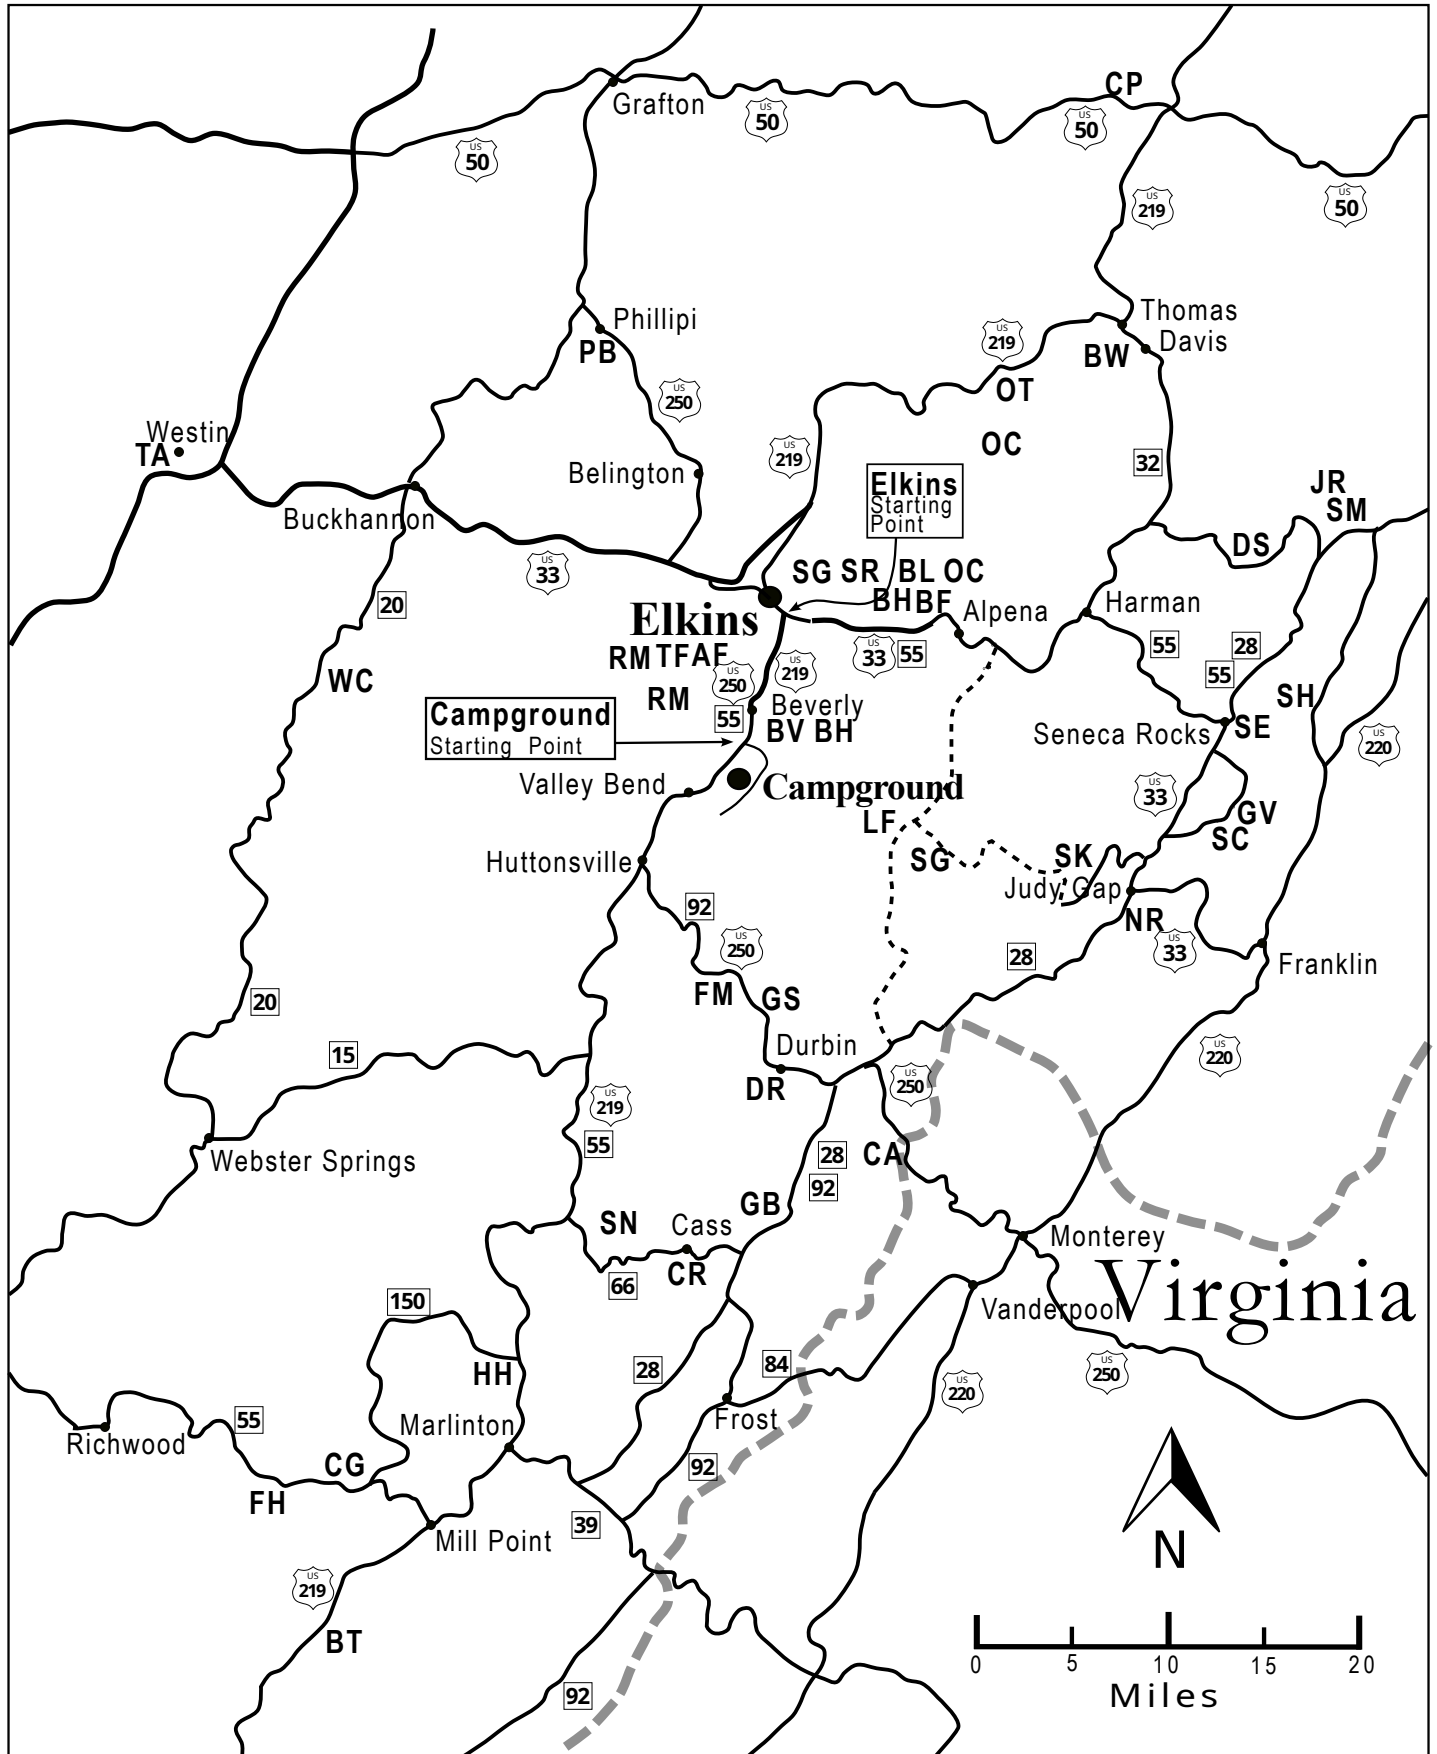 CP
Grafton
US
50
US
50
US
50
US
219
US
50
Phillipi
PB
Thomas
Davis
US
219
BW
OT
US
250
OC
Westin
TA
US
219
32
Belington
Elkins
Starting
Point
JR
SM
Buckhannon
DS
US
33
SG SR BL OC
BH BF
20
Elkins
Alpena
Harman
RM TF AF
US
33
55
55
28
WC
US
250
US
219
55
RM
SH
Campground
Starting Point
55
Beverly
BV BH
Seneca Rocks
SE
US
220
Valley Bend
Campground
US
33
GV
LF
SC
Huttonsville
SG
SK
Judy Gap
92
NR
US
250
28
US
33
Franklin
FM
GS
20
15
Durbin
US
220
DR
US
250
US
219
55
28
CA
Webster Springs
92
GB
SN
Cass
Monterey
CR
66
Virginia
150
Vanderpool
HH
28
84
US
250
US
220
55
Marlinton
Frost
Richwood
CG
92
FH
39
Mill Point
N
US
219
BT
0
5
10
15
20
92
Miles